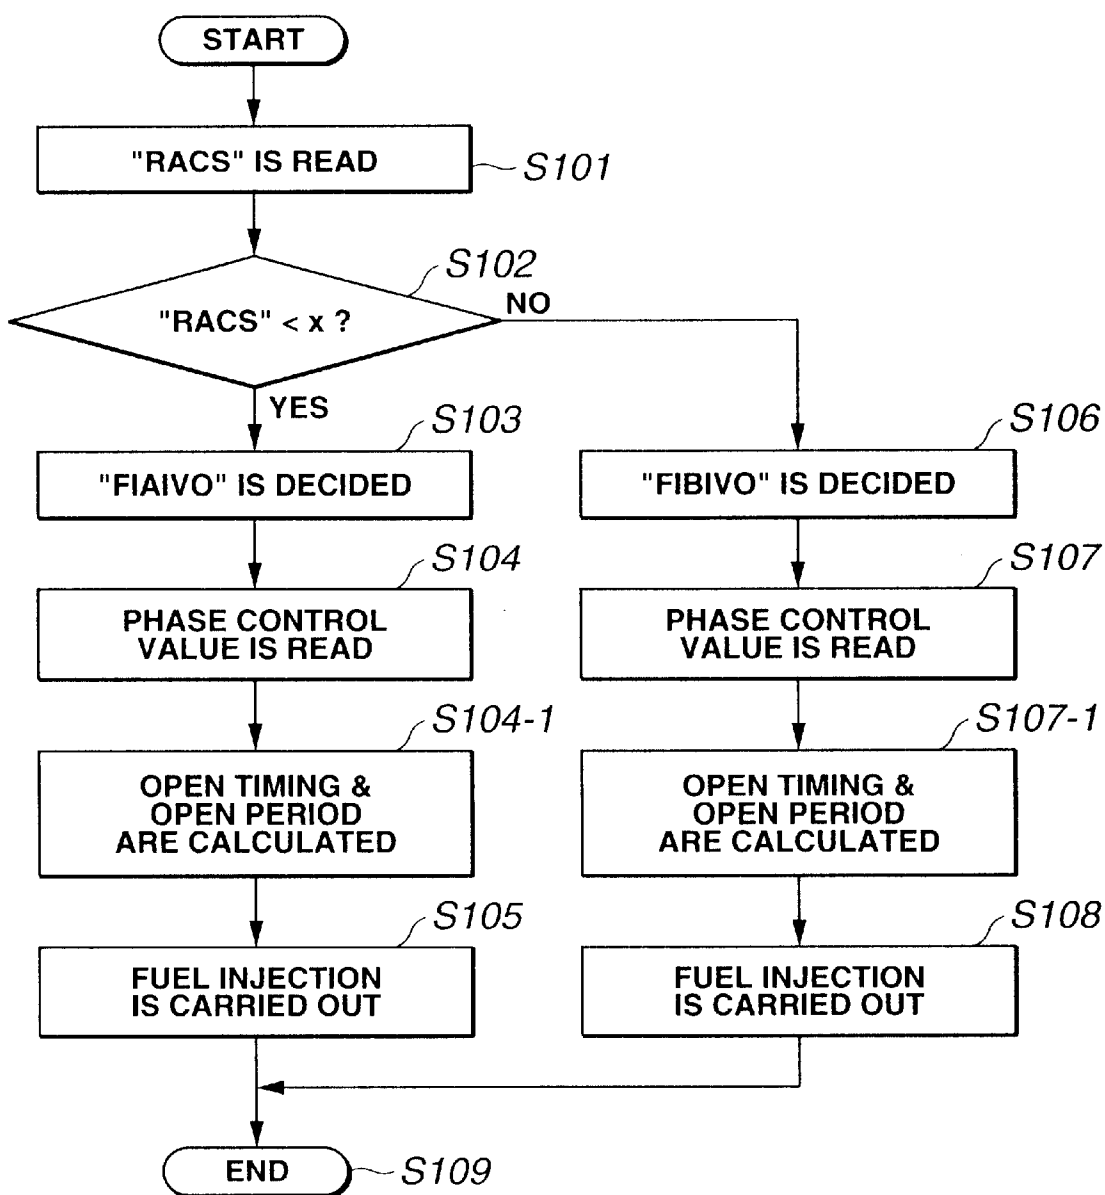 START
"RACS" IS READ
S101
S102
"RACS" < x ?
NO
YES
S103
"FIAIVO" IS DECIDED
S106
"FIBIVO" IS DECIDED
S104
PHASE CONTROL
VALUE IS READ
S107
PHASE CONTROL
VALUE IS READ
S104-1
OPEN TIMING &
OPEN PERIOD
ARE CALCULATED
S107-1
OPEN TIMING &
OPEN PERIOD
ARE CALCULATED
S105
FUEL INJECTION
IS CARRIED OUT
S108
FUEL INJECTION
IS CARRIED OUT
END
S109